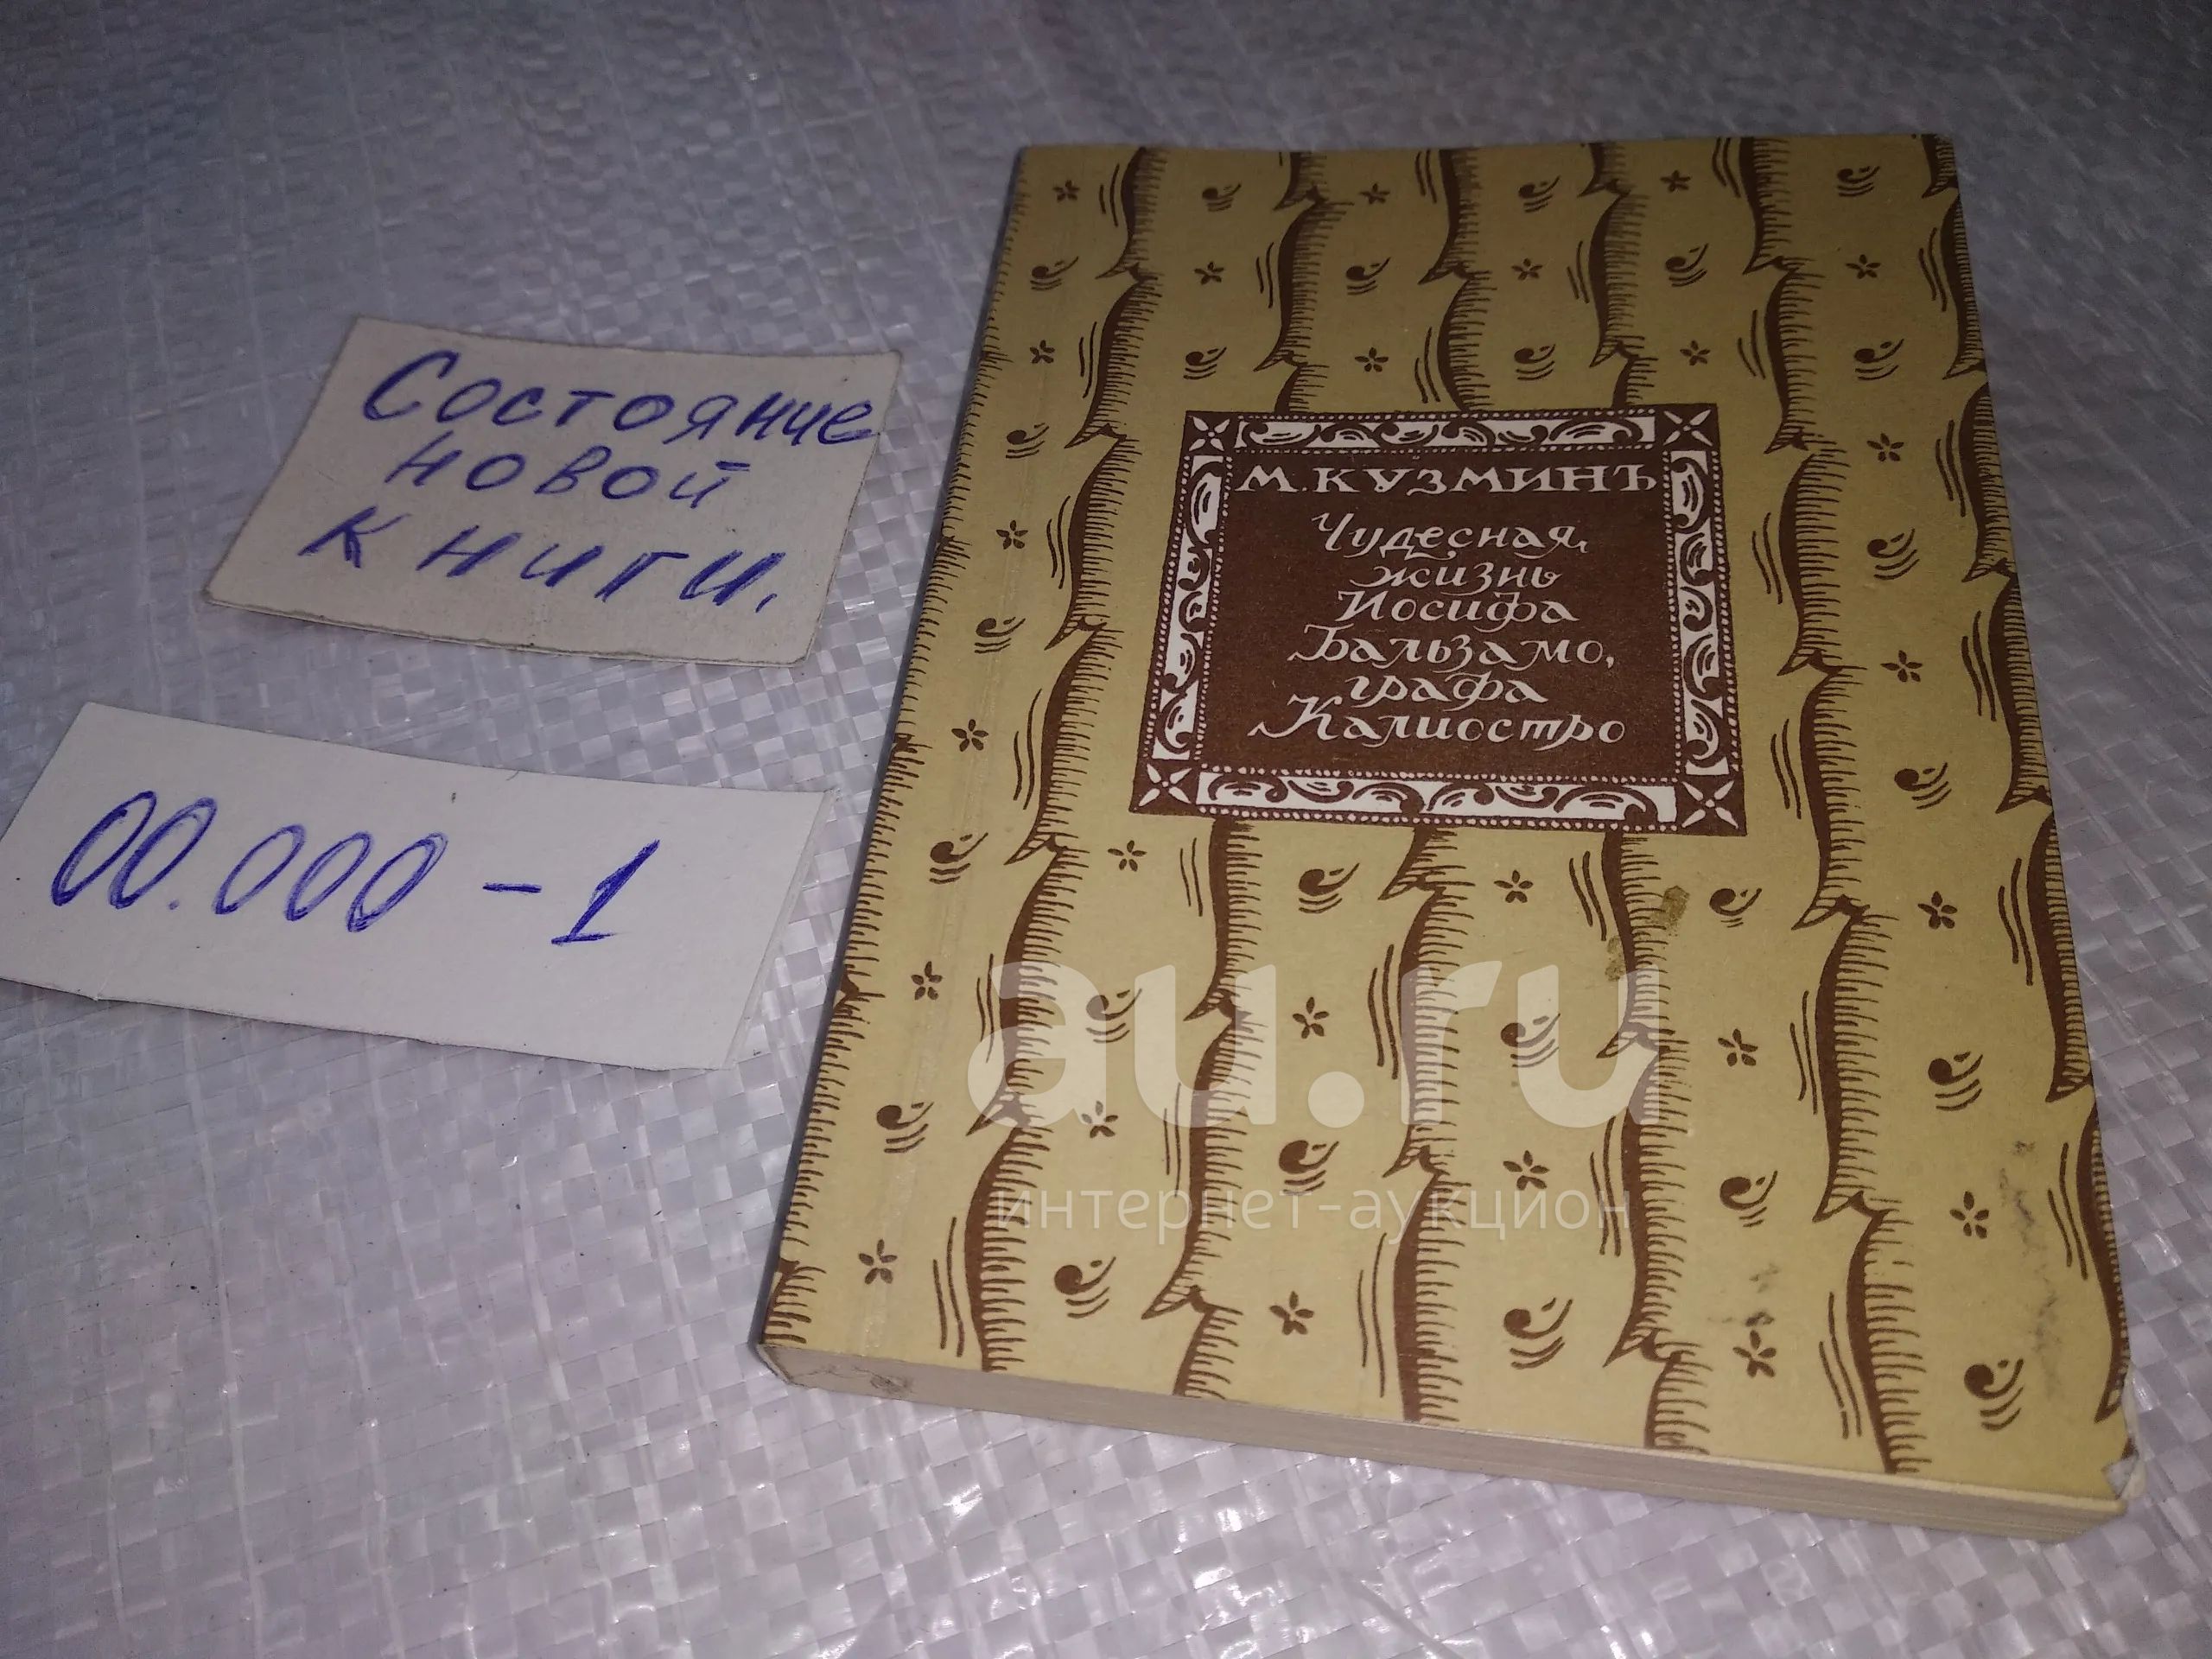 Состояние
новой
книги.
00.000-1
М.КУЗМИНЪ
Чудесная
жизнь
Иосифа
Бальзамо,
графа
Калиостро
au.ru
интернет-аукцион